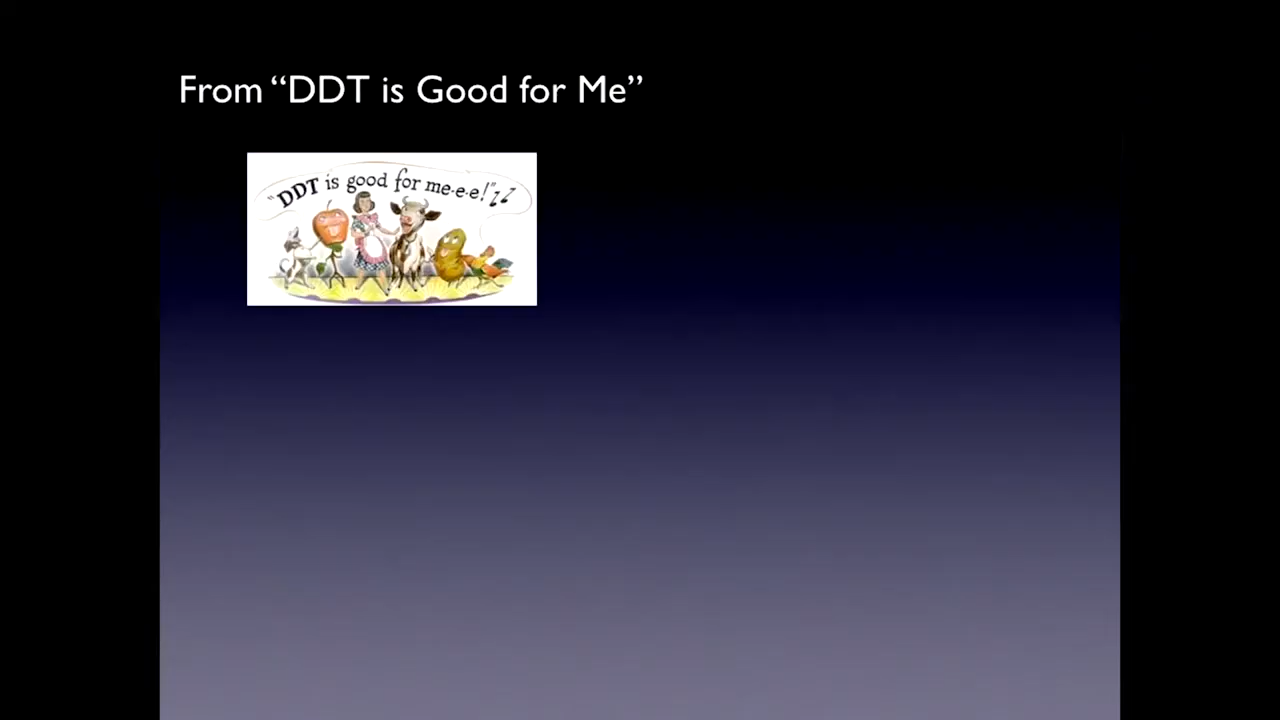 From “DDT is Good for Me”
“DDT is good for me-e-e!”